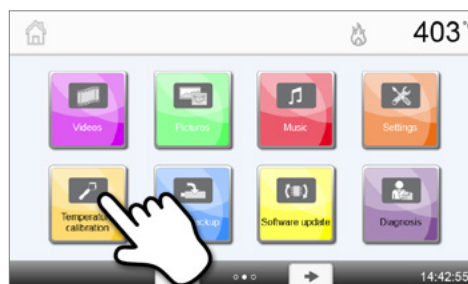 403°
Videos
Pictures
Music
Settings
Temperature
calibration
Software update
Diagnosis
14:42:55